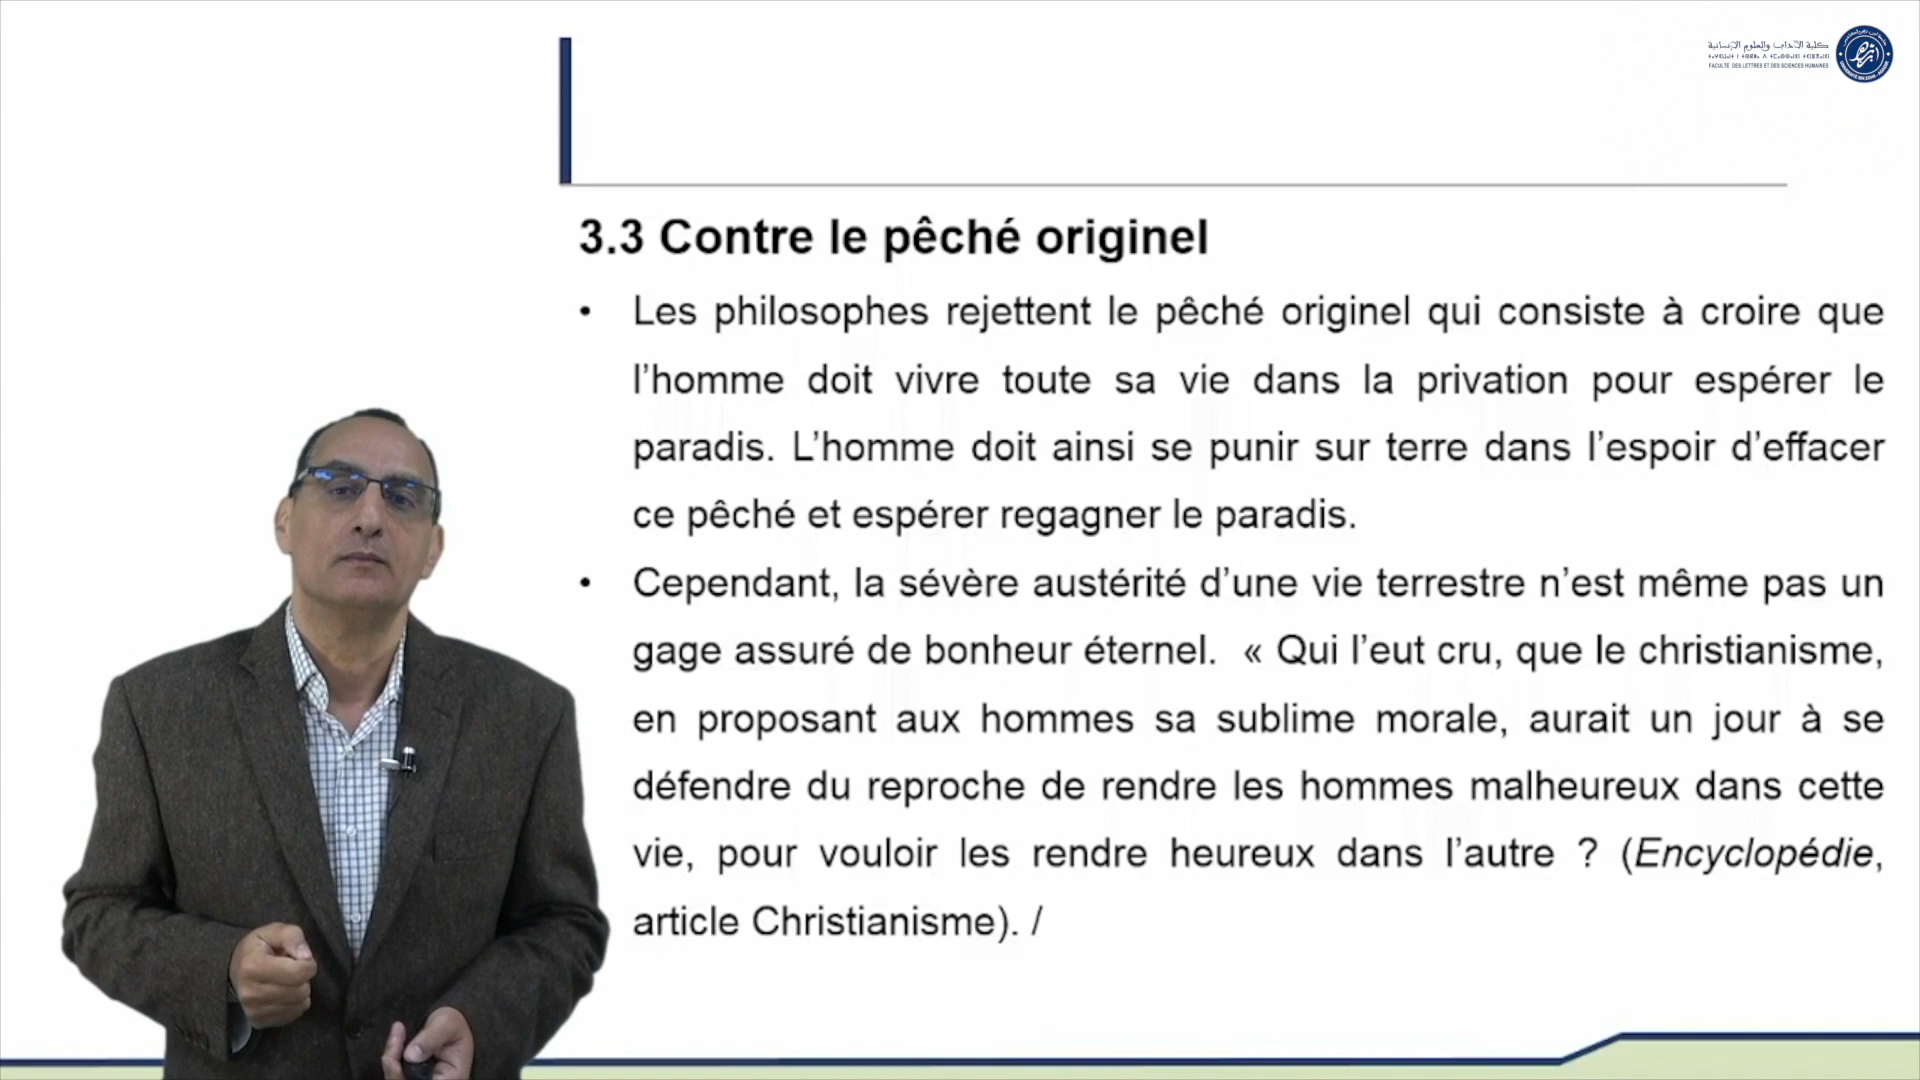 كلية الآداب والعلوم الإنسانية
FACULTÉ DES LETTRES ET DES SCIENCES HUMAINES
3.3 Contre le pêché originel
• Les philosophes rejettent le pêché originel qui consiste à croire que
l’homme doit vivre toute sa vie dans la privation pour espérer le
paradis. L’homme doit ainsi se punir sur terre dans l’espoir d’effacer
ce pêché et espérer regagner le paradis.
• Cependant, la sévère austérité d’une vie terrestre n’est même pas un
gage assuré de bonheur éternel. « Qui l’eut cru, que le christianisme,
en proposant aux hommes sa sublime morale, aurait un jour à se
défendre du reproche de rendre les hommes malheureux dans cette
vie, pour vouloir les rendre heureux dans l’autre ? (Encyclopédie,
article Christianisme). /